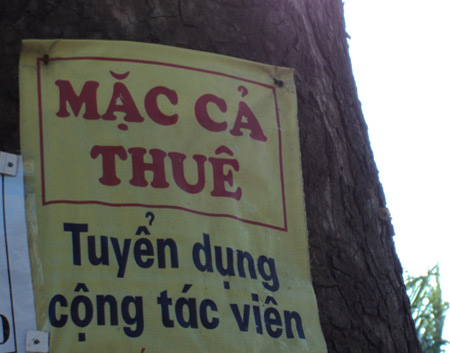 MẶC CẢ
THUÊ
Tuyển dụng
cộng tác viên